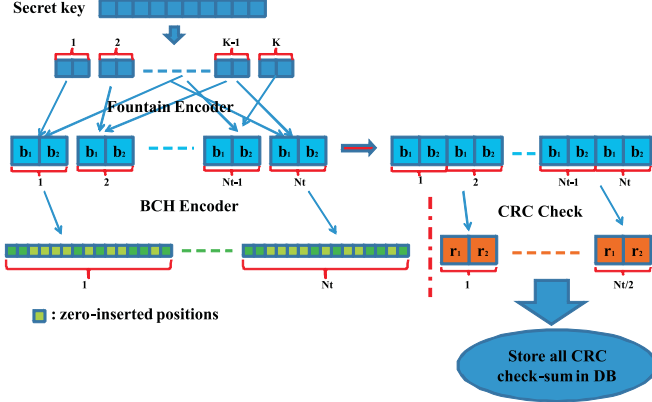 Secret key
1 2 K-1 K
Fountain Encoder
b1 b2 b1 b2 b1 b2 b1 b2 b1 b2 b1 b2 b1 b2 b1 b2
1 2 Nt-1 Nt 1 2 Nt-1 Nt
BCH Encoder CRC Check
r1 r2 r1 r2
1 Nt 1 Nt/2
: zero-inserted positions
Store all CRC
check-sum in DB